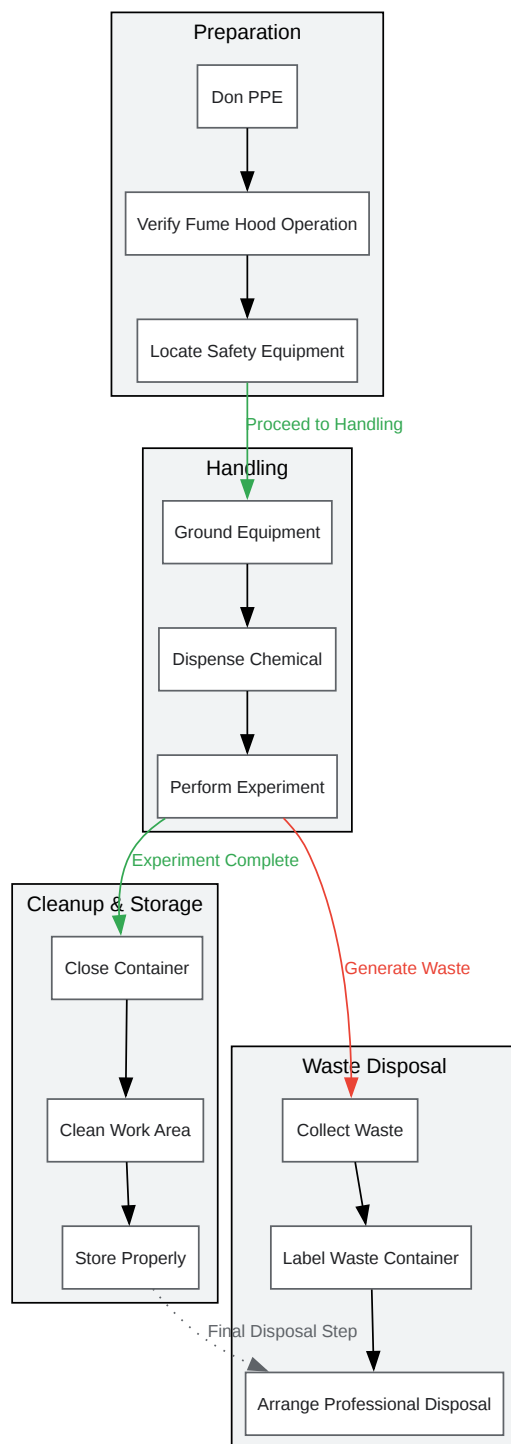 Preparation
Don PPE
Verify Fume Hood Operation
Locate Safety Equipment
Proceed to Handling
Handling
Ground Equipment
Dispense Chemical
Perform Experiment
Experiment Complete
Cleanup & Storage
Close Container
Generate Waste
Waste Disposal
Clean Work Area
Collect Waste
Store Properly
Label Waste Container
Final Disposal Step
Arrange Professional Disposal